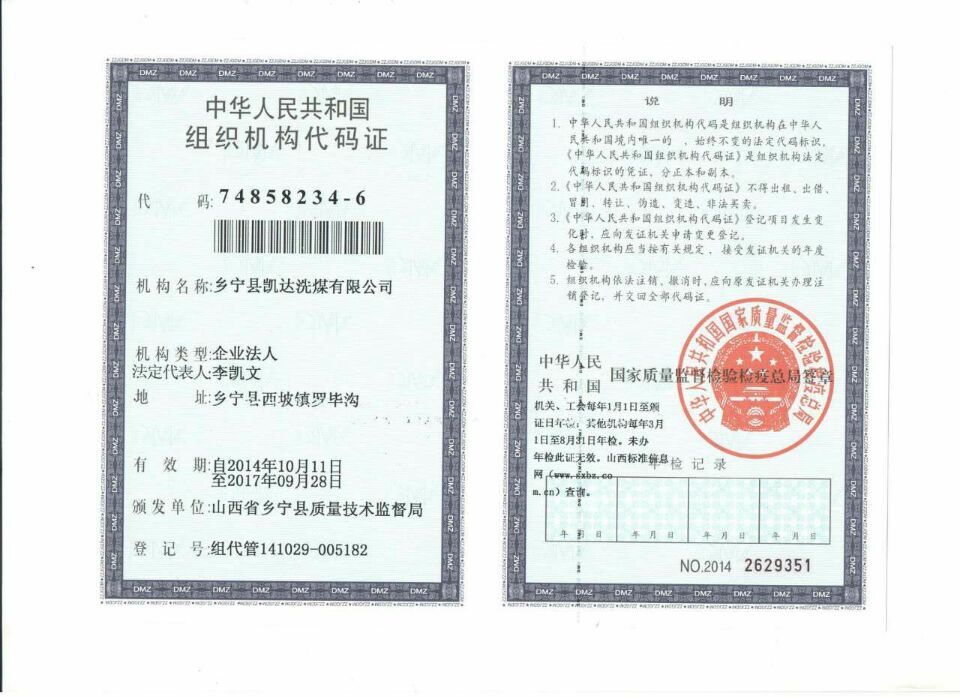 中华人民共和国
组织机构代码证
代 码:74858234-6
机构名称:乡宁县凯达洗煤有限公司
机构类型:企业法人
法定代表人:李凯文
地 址:乡宁县西坡镇罗毕沟
有 效 期:自2014年10月11日
至2017年09月28日
颁发单位:山西省乡宁县质量技术监督局
登 记 号:组代管141029-005182
说 明
1. 中华人民共和国组织机构代码是组织机构在中华人
民共和国境内唯一的、始终不变的法定代码标识,
《中华人民共和国组织机构代码证》是组织机构法定
代码标识的凭证,分正本和副本。
2.《中华人民共和国组织机构代码证》不得出租、出借、
冒用、转让、伪造、变造、非法买卖。
3.《中华人民共和国组织机构代码证》登记项目发生变
化时,应向发证机关申请变更登记。
4. 各组织机构应当按有关规定,接受发证机关的年度
检验。
5. 组织机构依法注销、撤消时,应向原发证机关办理注
销登记,并交回全部代码证。
中华人民
共和国 国家质量监督检验检疫总局签章
中华人民共和国国家质量监督检验检疫总局
机关、工会每年1月1日至颁
证日年检;其他机构每年3月
1日至8月31日年检。未办
年检此证无效。山西标准信息
网(www.sxbz.co
m.cn)查询。
年检记录
年 月 日 年 月 日 年 月 日 年 月 日
NO.2014 2629351